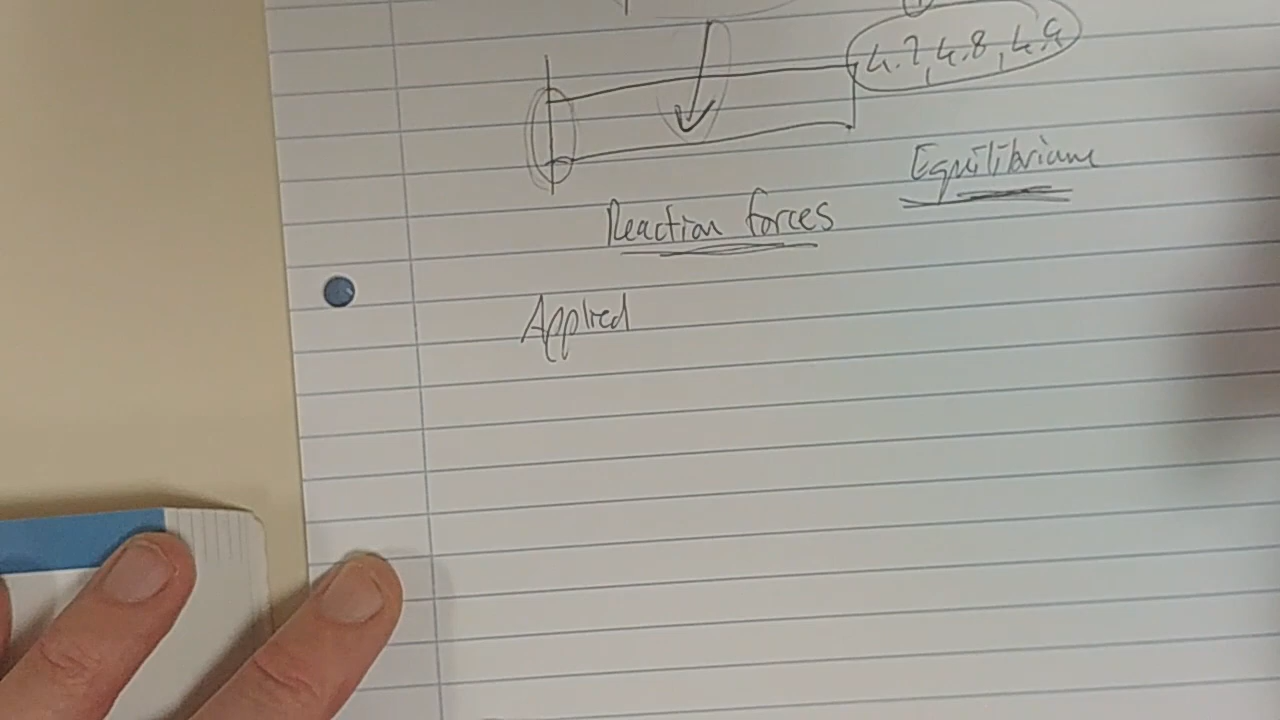 4.7, 4.8, 4.9
Equilibrium
Reaction forces
Applied